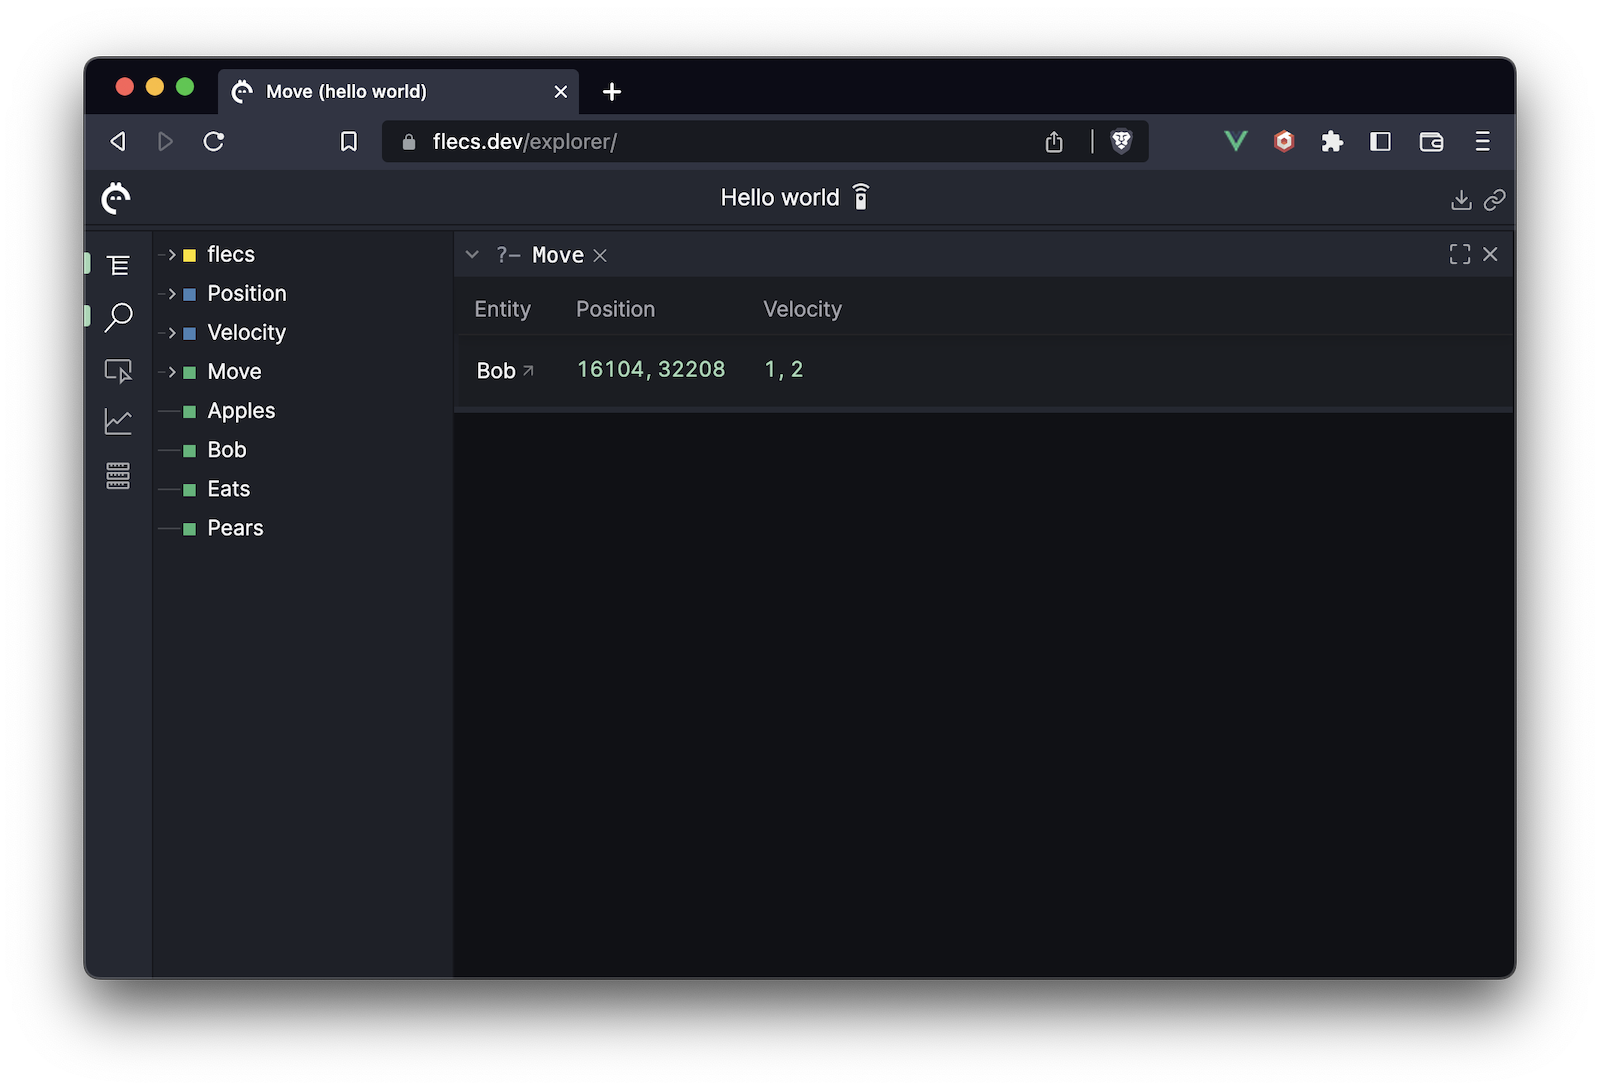 Move (hello world)
flecs.dev/explorer/
Hello world
flecs
Position
Velocity
Move
Apples
Bob
Eats
Pears
?– Move
Entity Position Velocity
Bob 16104, 32208 1, 2